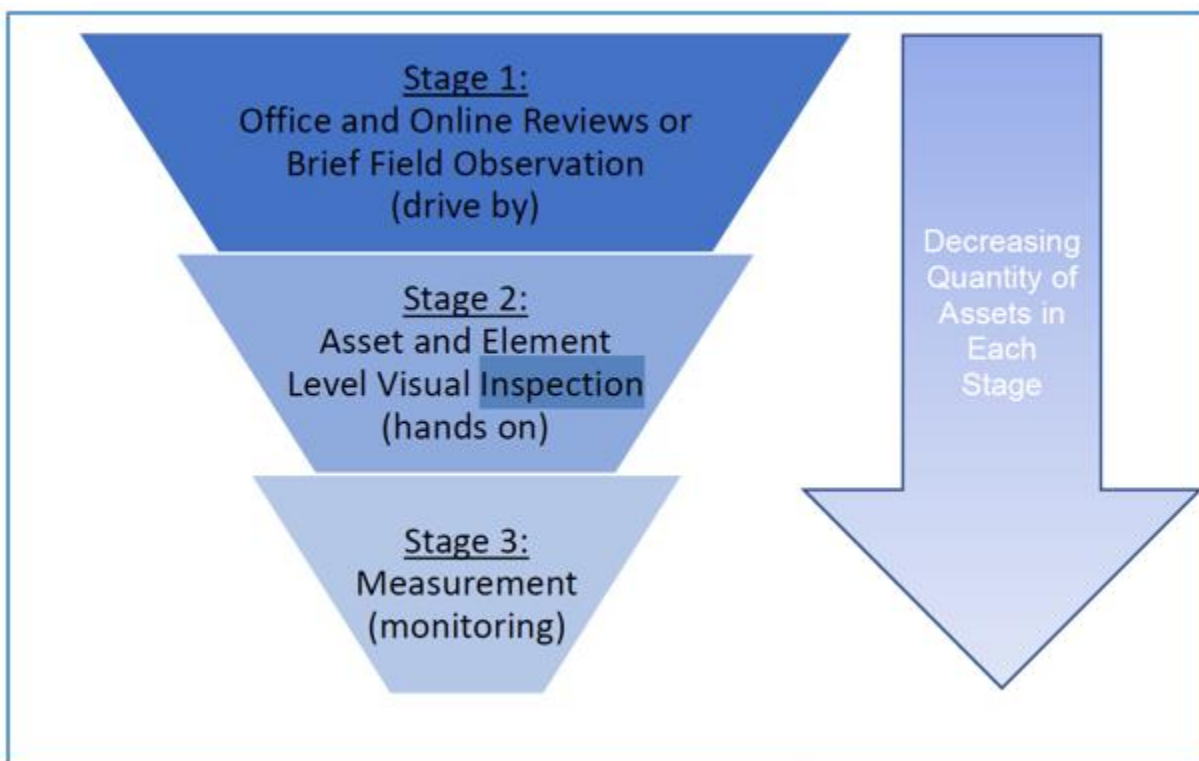 Stage 1:
Office and Online Reviews or
Brief Field Observation
(drive by)
Stage 2:
Asset and Element
Level Visual Inspection
(hands on)
Stage 3:
Measurement
(monitoring)
Decreasing
Quantity of
Assets in
Each
Stage